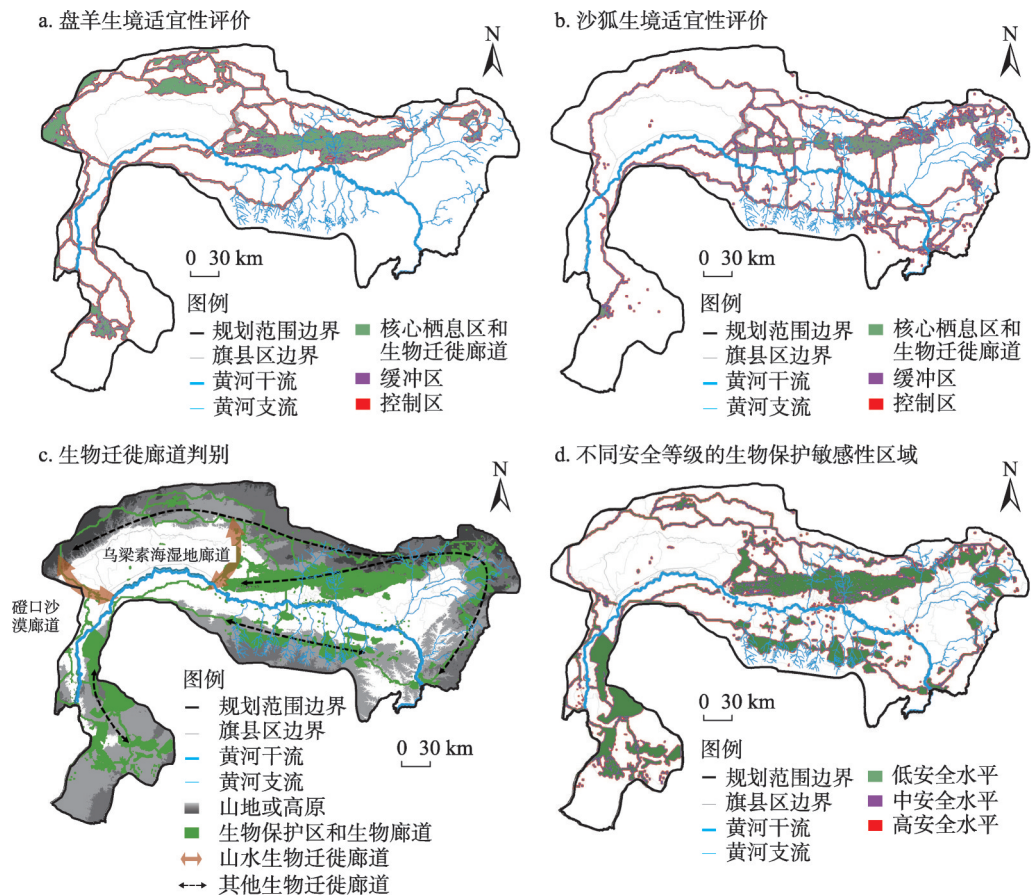 a. 盘羊生境适宜性评价
N
0 30 km
图例
规划范围边界
旗县区边界
黄河干流
黄河支流
核心栖息区和
生物迁徙廊道
缓冲区
控制区
b. 沙狐生境适宜性评价
N
0 30 km
图例
规划范围边界
旗县区边界
黄河干流
黄河支流
核心栖息区和
生物迁徙廊道
缓冲区
控制区
c. 生物迁徙廊道判别
N
乌梁素海湿地廊道
磴口沙
漠廊道
图例
规划范围边界
旗县区边界
黄河干流
黄河支流
山地或高原
生物保护区和生物廊道
山水生物迁徙廊道
其他生物迁徙廊道
0 30 km
d. 不同安全等级的生物保护敏感性区域
N
0 30 km
图例
规划范围边界
旗县区边界
黄河干流
黄河支流
低安全水平
中安全水平
高安全水平